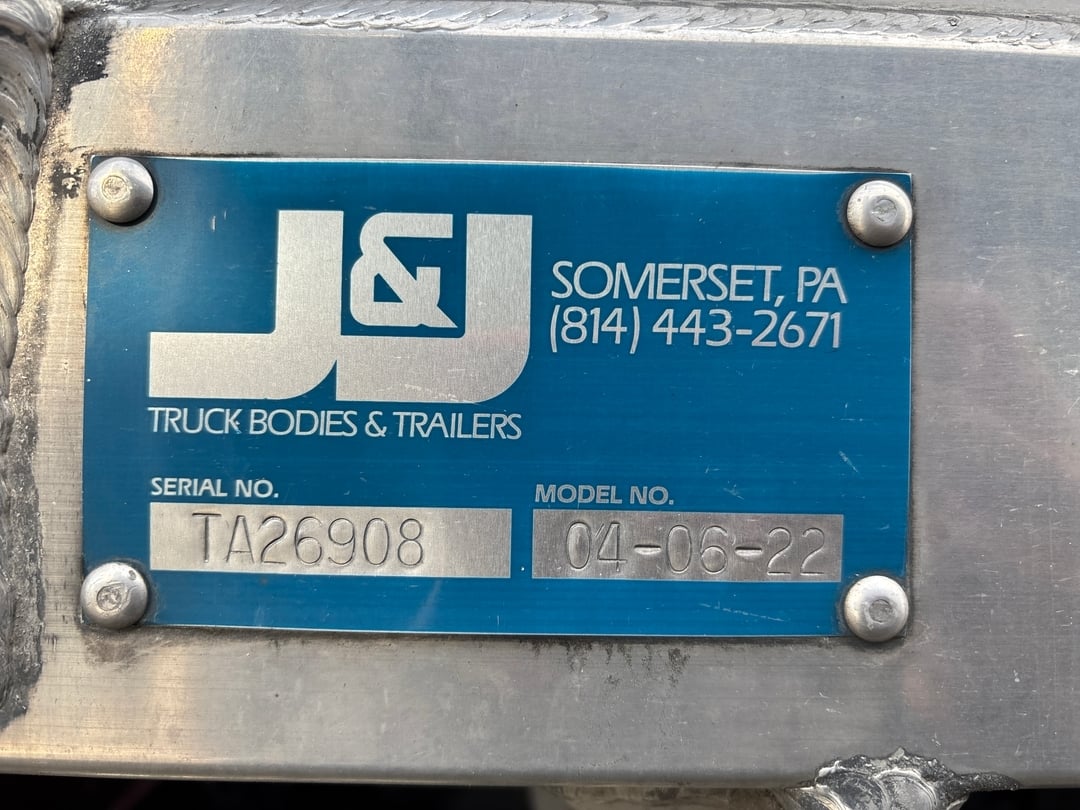 J&J
SOMERSET, PA
(814) 443-2671
TRUCK BODIES & TRAILERS
SERIAL NO.
MODEL NO.
TA26908
04-06-22